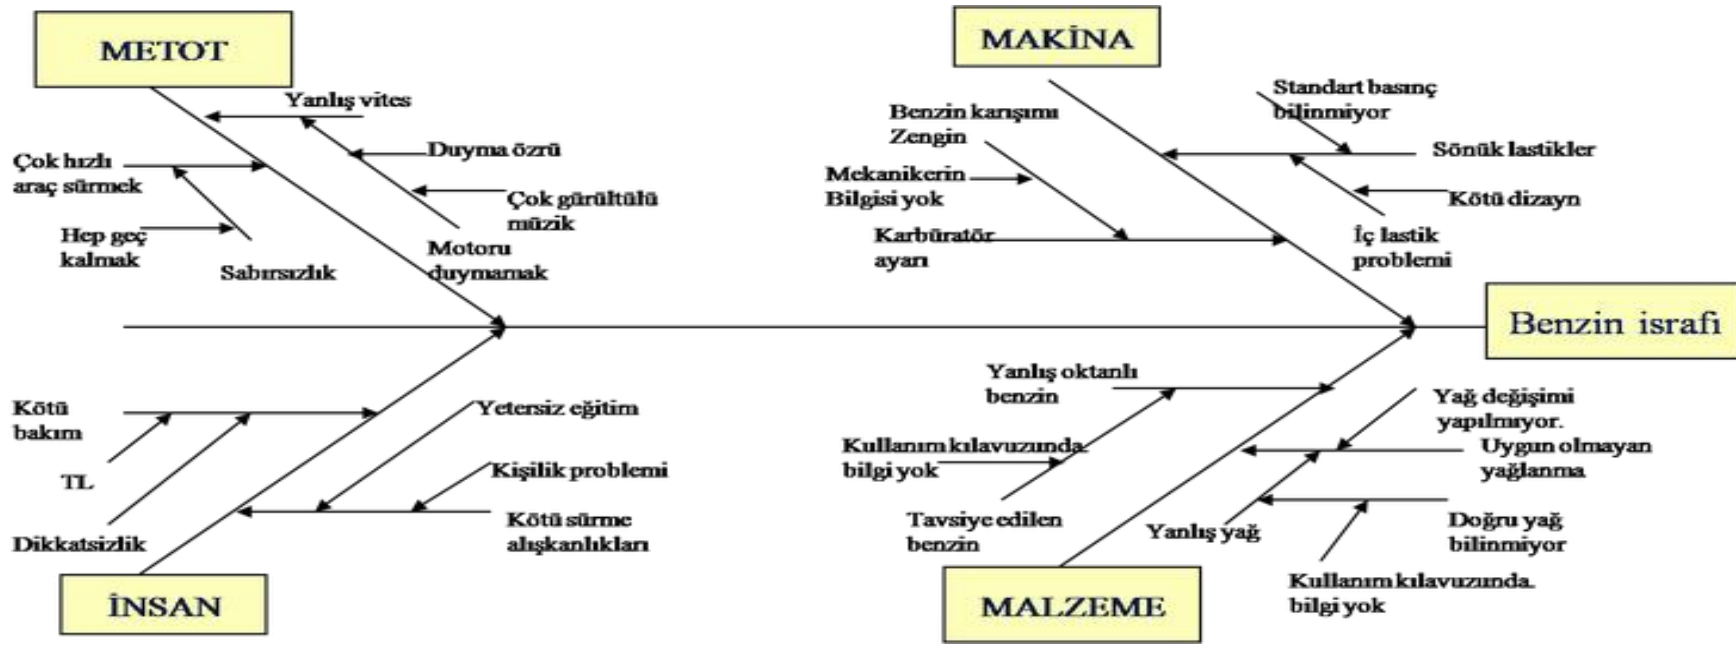 METOT
Yanlış vites
Duyma özrü
Çok gürültülü
müzik
Motoru
duymamak
Çok hızlı
araç sürmek
Hep geç
kalmak
Sabırsızlık
MAKİNA
Benzin karışımı
Zengin
Mekanikerin
Bilgisi yok
Karbüratör
ayarı
Standart basınç
bilinmiyor
Sönük lastikler
Kötü dizayn
İç lastik
problemi
Benzin israfı
Kötü
bakım
TL
Dikkatsizlik
Yetersiz eğitim
Kişilik problemi
Kötü sürme
alışkanlıkları
İNSAN
Yanlış oktanlı
benzin
Kullanım kılavuzunda
bilgi yok
Tavsiye edilen
benzin
Yağ değişimi
yapılmıyor.
Uygun olmayan
yağlanma
Yanlış yağ
Doğru yağ
bilinmiyor
Kullanım kılavuzunda.
bilgi yok
MALZEME